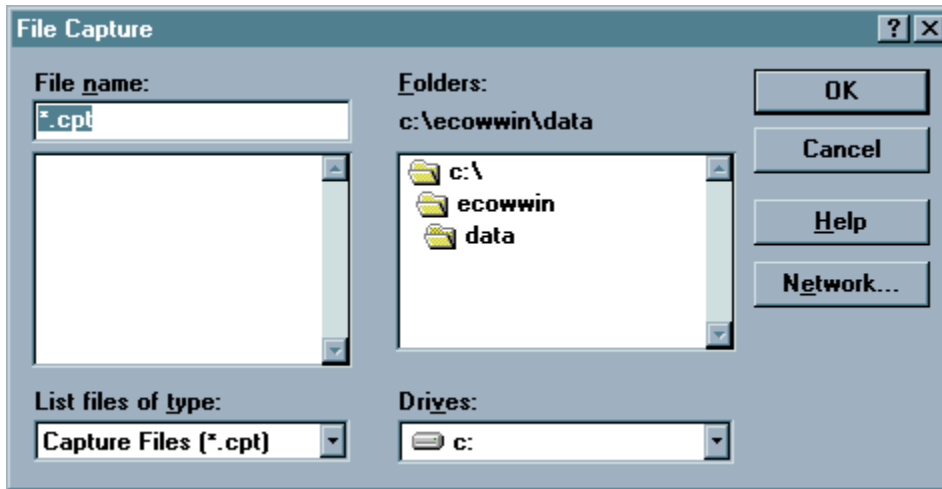 File Capture
File name:
*.cpt
Folders:
c:\ecowwin\data
c:\
ecowwin
data
OK
Cancel
Help
Network...
List files of type:
Capture Files (*.cpt)
Drives:
c: